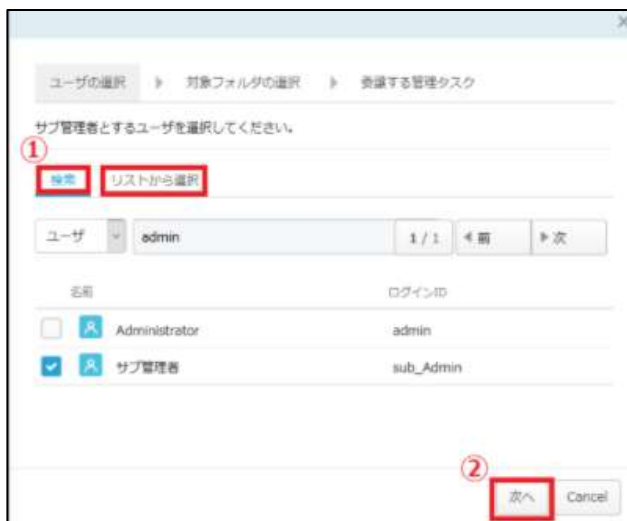 ユーザの選択 ▶ 対象フォルダの選択 ▶ 委譲する管理タスク
サブ管理者とするユーザを選択してください。
①
検索 リストから選択
ユーザ admin 1 / 1 ◀ 前 ▶ 次
名前 ログインID
Administrator admin
サブ管理者 sub_Admin
②
次へ Cancel